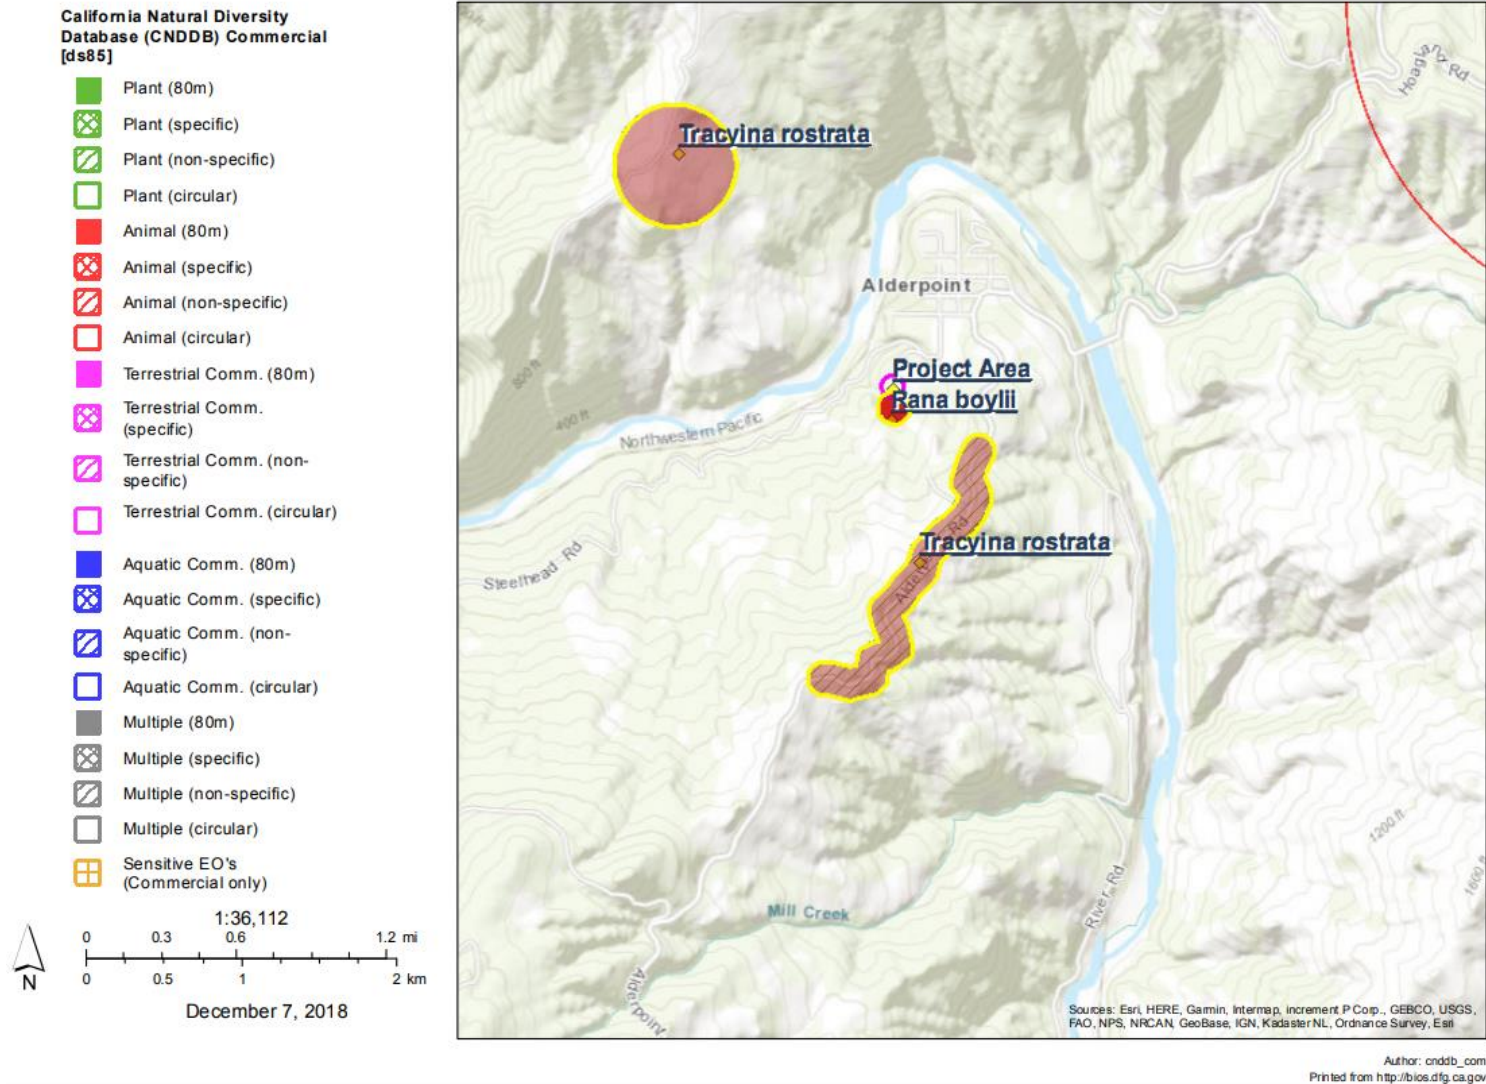 California Natural Diversity
Database (CNDDB) Commercial
[ds85]
Plant (80m)
Plant (specific)
Plant (non-specific)
Plant (circular)
Animal (80m)
Animal (specific)
Animal (non-specific)
Animal (circular)
Terrestrial Comm. (80m)
Terrestrial Comm.
(specific)
Terrestrial Comm. (non-
specific)
Terrestrial Comm. (circular)
Aquatic Comm. (80m)
Aquatic Comm. (specific)
Aquatic Comm. (non-
specific)
Aquatic Comm. (circular)
Multiple (80m)
Multiple (specific)
Multiple (non-specific)
Multiple (circular)
Sensitive EO's
(Commercial only)
1:36,112
0 0.3 0.6 1.2 mi
0 0.5 1 2 km
N
December 7, 2018
Hoagland Rd
Tracyina rostrata
Alderpoint
800 ft
Project Area
Rana boylii
400 ft
Northwestern Pacific
Steelhead Rd
Tracyina rostrata
Alderpoint Rd
1200 ft
1600 ft
River Rd
Mill Creek
Alderpoint
Sources: Esri, HERE, Garmin, Intermap, increment P Corp., GEBCO, USGS,
FAO, NPS, NRCAN, GeoBase, IGN, Kadaster NL, Ordnance Survey, Esri
Author: cnddb_com
Printed from http://bios.dfg.ca.gov